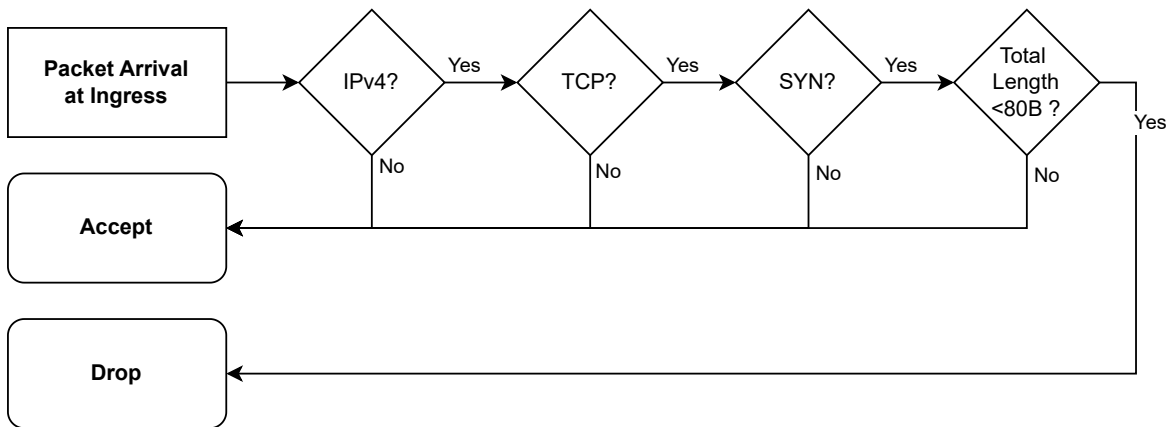 Packet Arrival
at Ingress
IPv4?
Yes
TCP?
Yes
SYN?
Yes
Total
Length
<80B ?
Yes
No
No
No
No
Accept
Drop